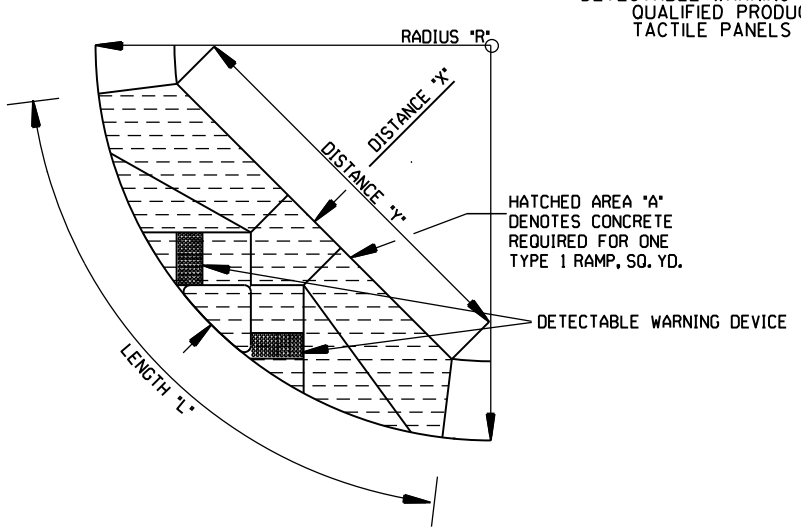 QUALIFIED
TACTILE PANELS
RADIUS "R"
DISTANCE "X"
DISTANCE "Y"
HATCHED AREA "A"
DENOTES CONCRETE
REQUIRED FOR ONE
TYPE 1 RAMP, SQ. YD.
DETECTABLE WARNING DEVICE
LENGTH "L"